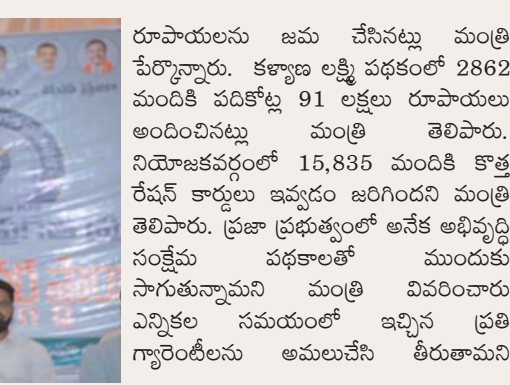 రూపాయలను జమ చేసినట్లు మంత్రి
పేర్కొన్నారు. కళ్యాణ లక్ష్మి పథకంలో 2862
మందికి పదికోట్ల 91 లక్షలు రూపాయలు
అందించినట్లు మంత్రి తెలిపారు.
నియోజకవర్గంలో 15,835 మందికి కొత్త
రేషన్ కార్డులు ఇవ్వడం జరిగిందని మంత్రి
తెలిపారు. ప్రజా ప్రభుత్వంలో అనేక అభివృద్ధి
సంక్షేమ పథకాలతో ముందుకు
సాగుతున్నామని మంత్రి వివరించారు
ఎన్నికల సమయంలో ఇచ్చిన ప్రతి
గ్యారెంటీలను అమలుచేసి తీరుతామని